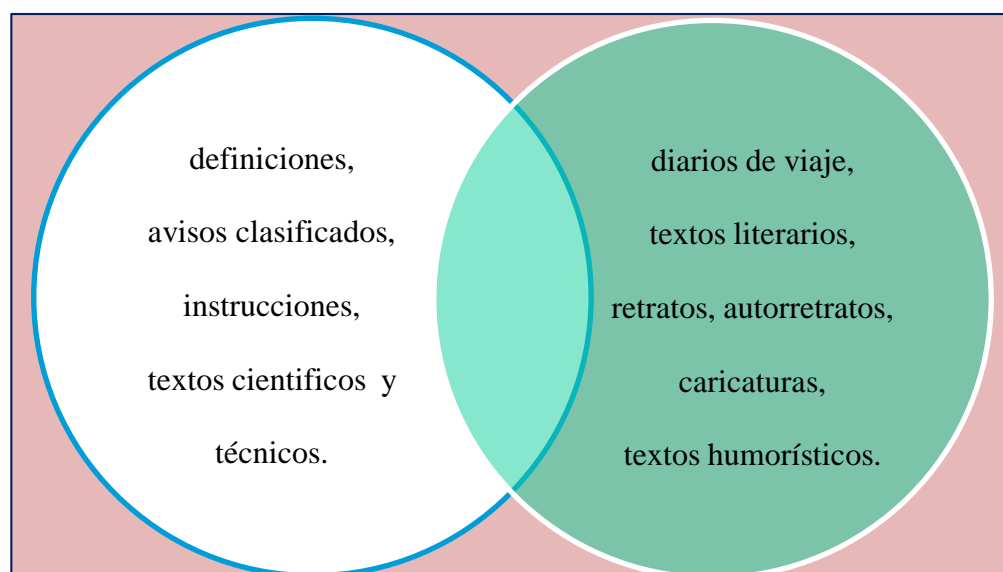 definiciones,
avisos clasificados,
instrucciones,
textos cientificos y
técnicos.
diarios de viaje,
textos literarios,
retratos, autorretratos,
caricaturas,
textos humorísticos.